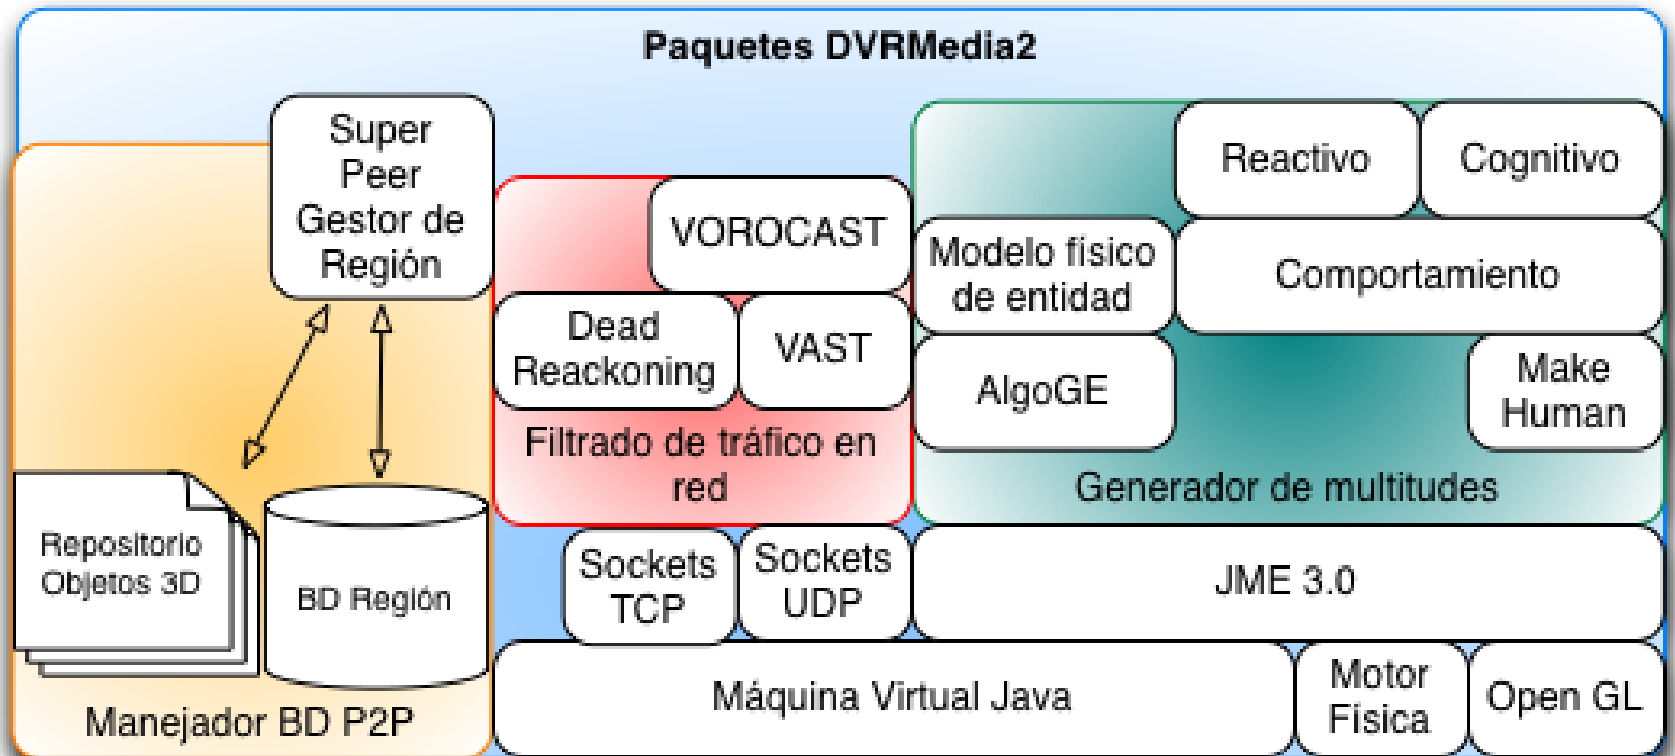 Paquetes DVRMedia2
Super
Peer
Gestor de
Región
Repositorio
Objetos 3D
BD Región
Manejador BD P2P
VOROCAST
Dead
Reackoning
VAST
Filtrado de tráfico en
red
Reactivo
Cognitivo
Modelo físico
de entidad
Comportamiento
AlgoGE
Make
Human
Generador de multitudes
Sockets
TCP
Sockets
UDP
JME 3.0
Máquina Virtual Java
Motor
Física
Open GL